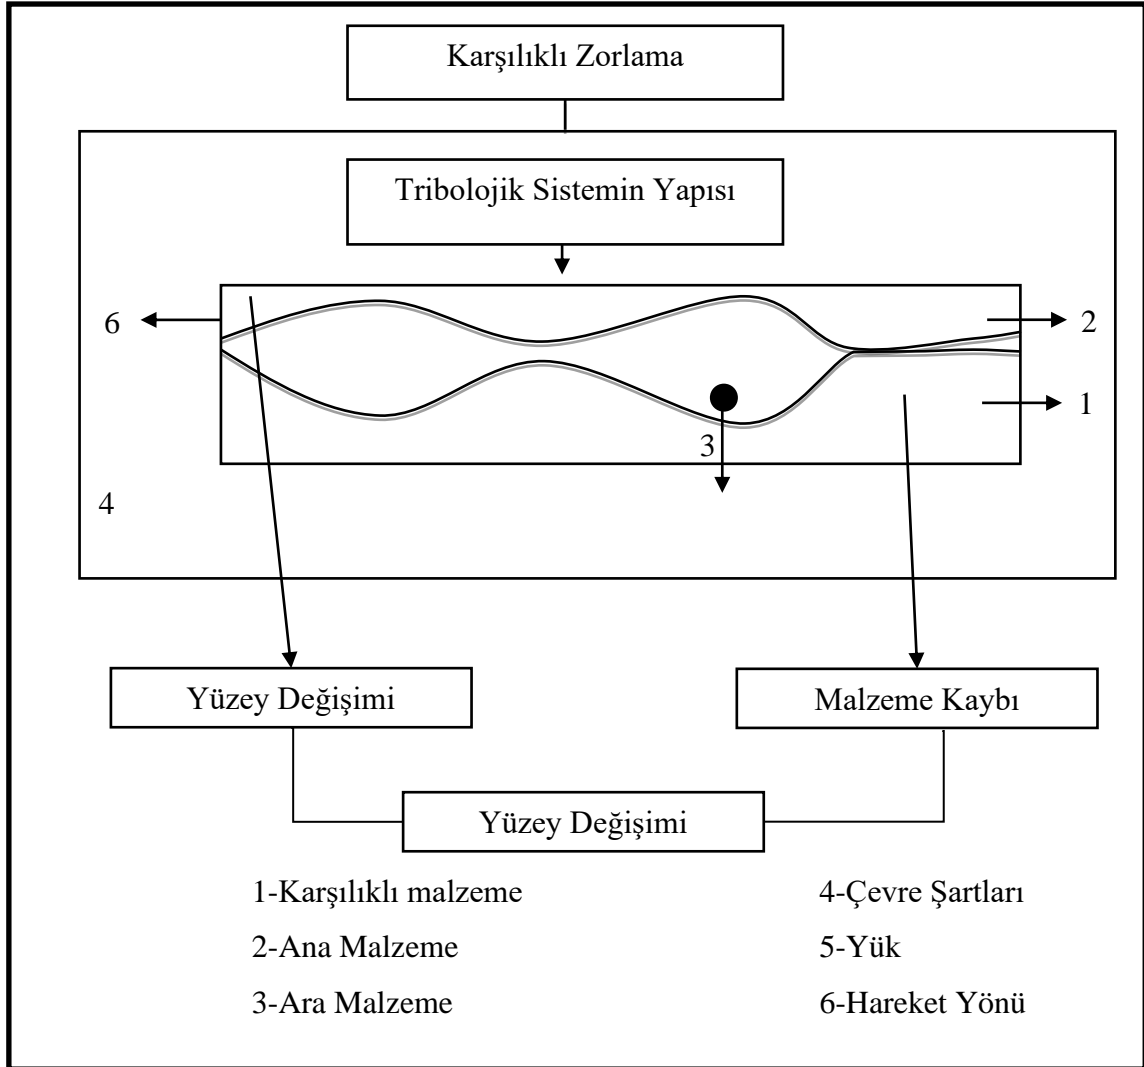 Karşılıklı Zorlama
Tribolojik Sistemin Yapısı
6
2
1
3
4
Yüzey Değişimi
Malzeme Kaybı
Yüzey Değişimi
1-Karşılıklı malzeme
4-Çevre Şartları
2-Ana Malzeme
5-Yük
3-Ara Malzeme
6-Hareket Yönü